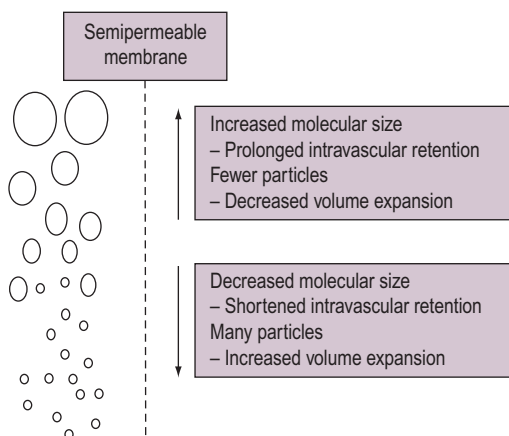 Semipermeable
membrane
Increased molecular size
– Prolonged intravascular retention
Fewer particles
– Decreased volume expansion
Decreased molecular size
– Shortened intravascular retention
Many particles
– Increased volume expansion